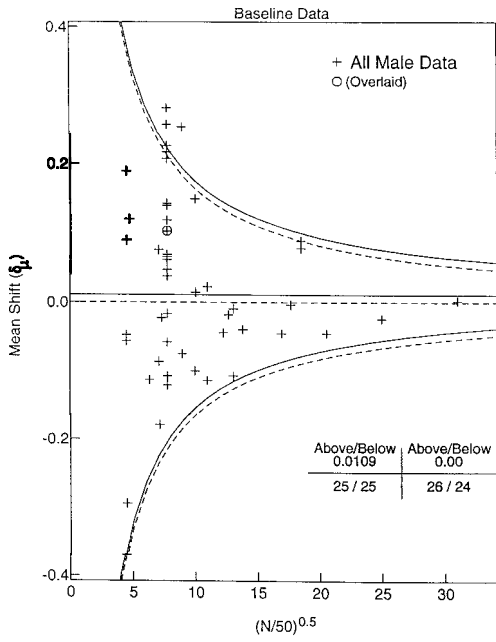 Baseline Data
0.4
+ All Male Data
(Overlaid)
0.2
Mean Shift (δμ)
0.0
-0.2
Above/Below Above/Below
0.0109 0.00
25 / 25 26 / 24
-0.4
0 5 10 15 20 25 30
(N/50)^0.5